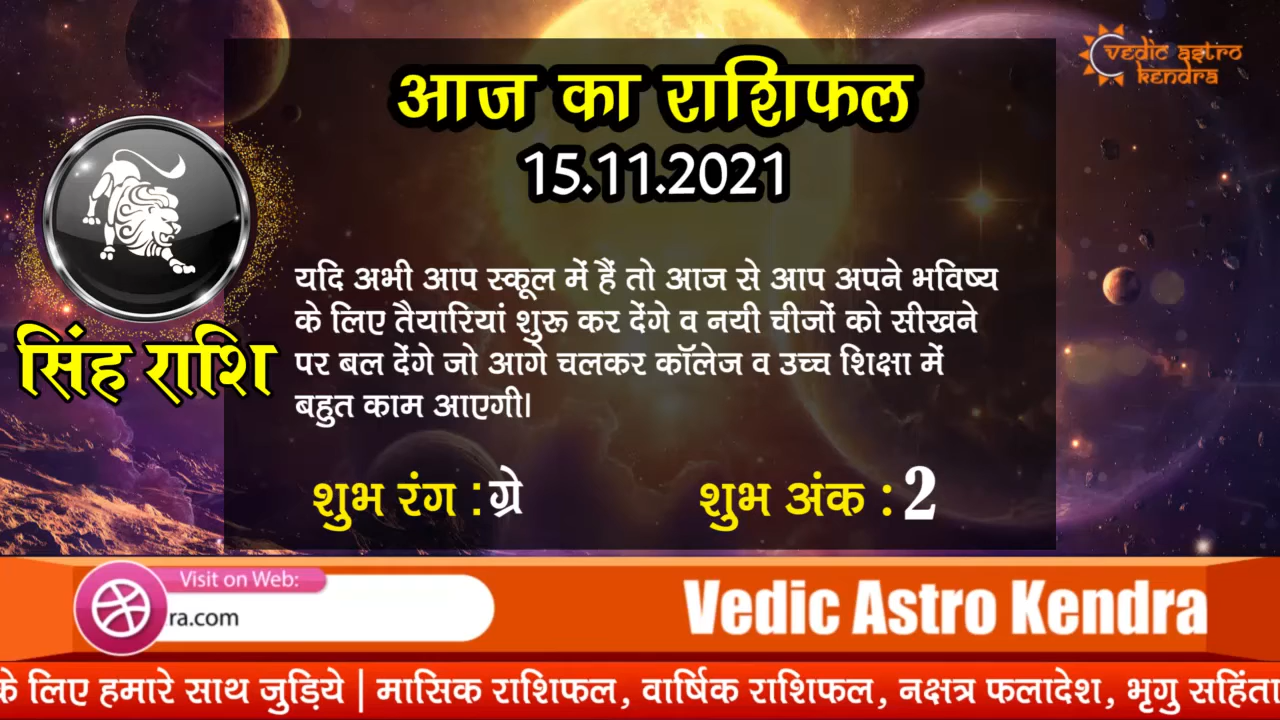 vedic astro
kendra
आज का राशिफल
15.11.2021
सिंह राशि
यदि अभी आप स्कूल में हैं तो आज से आप अपने भविष्य
के लिए तैयारियां शुरू कर देंगे व नयी चीजों को सीखने
पर बल देंगे जो आगे चलकर कॉलेज व उच्च शिक्षा में
बहुत काम आएगी।
शुभ रंग : ग्रे
शुभ अंक : 2
Visit on Web:
ra.com
Vedic Astro Kendra
के लिए हमारे साथ जुड़िये | मासिक राशिफल, वार्षिक राशिफल, नक्षत्र फलादेश, भृगु सहिंता